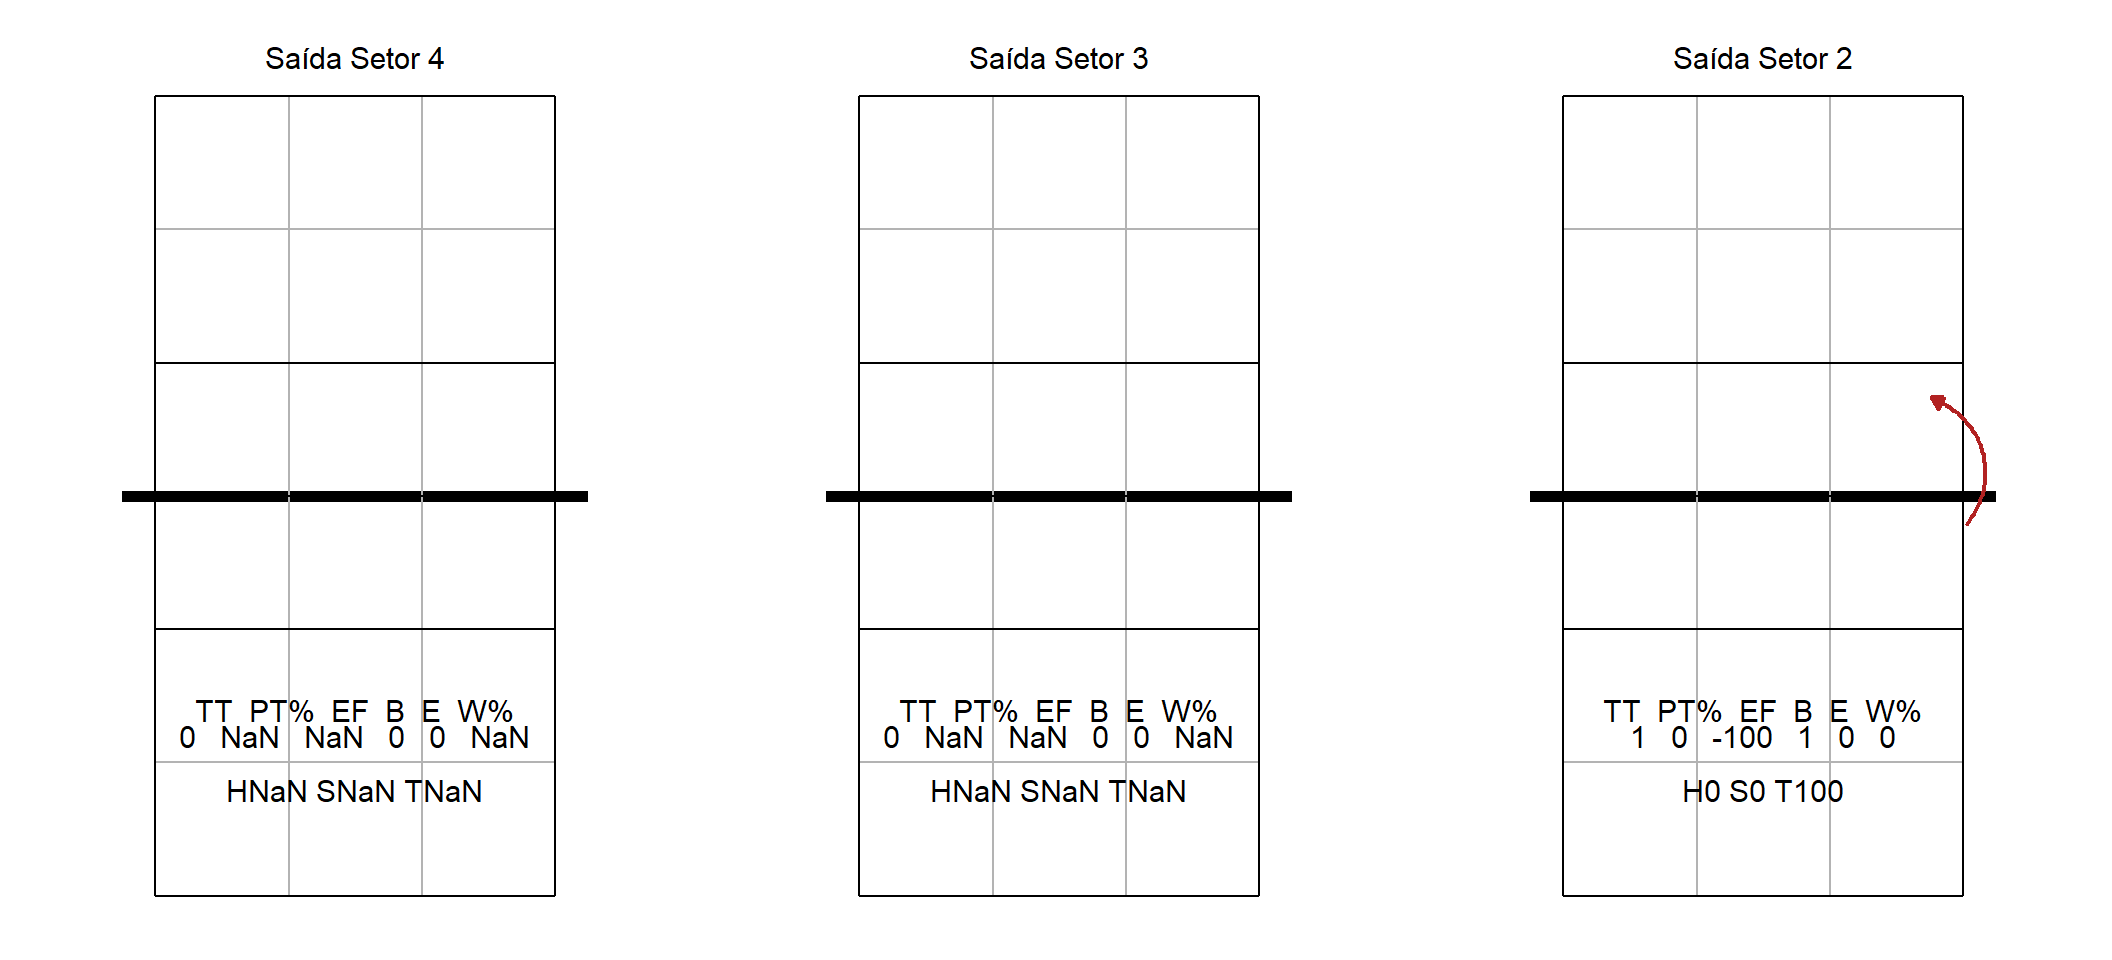 Saída Setor 4
TT PT% EF B E W%
0 NaN NaN 0 0 NaN
HNaN SNaN TNaN
Saída Setor 3
TT PT% EF B E W%
0 NaN NaN 0 0 NaN
HNaN SNaN TNaN
Saída Setor 2
TT PT% EF B E W%
1 0 -100 1 0 0
H0 S0 T100